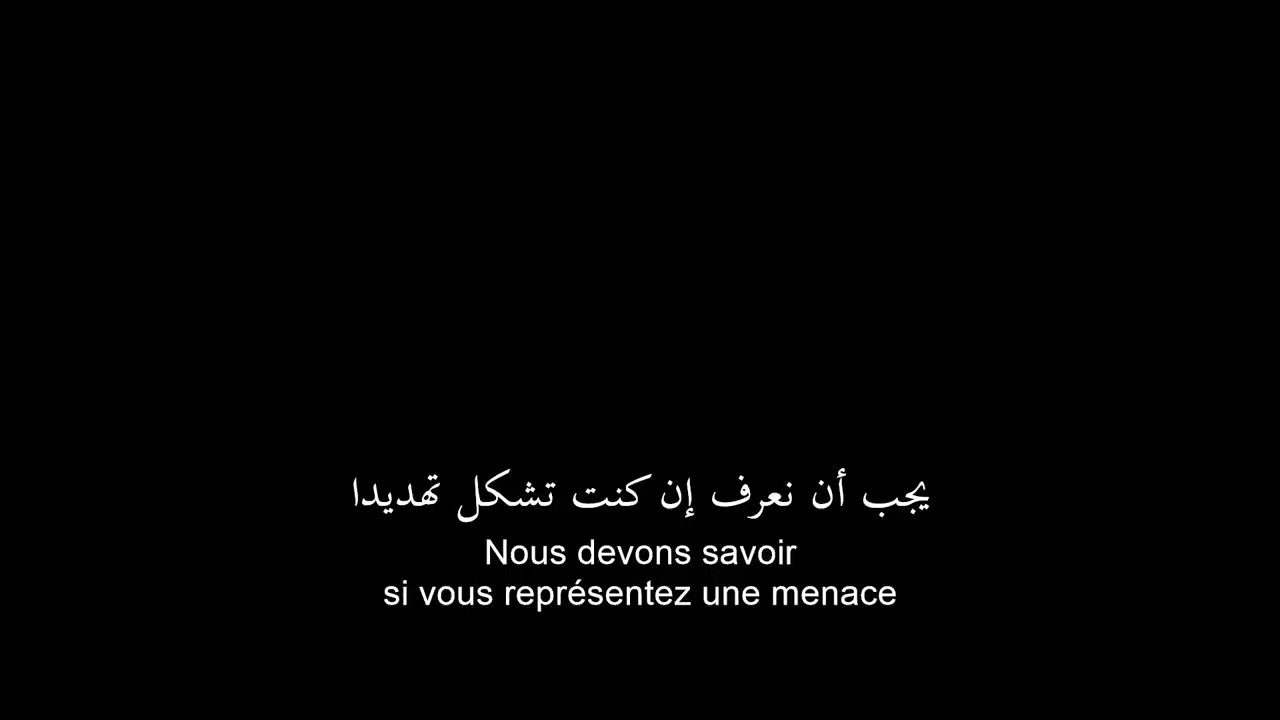 يجب أن نعرف إن كنت تشكل تهديدا
Nous devons savoir
si vous représentez une menace